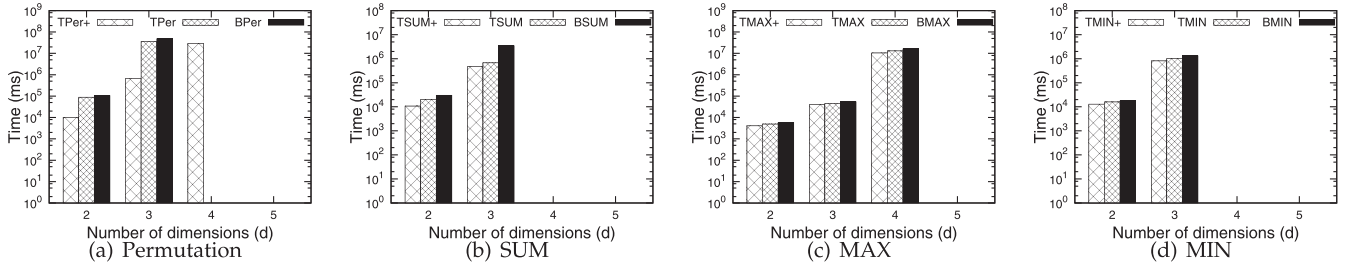 TPer+ TPer BPer
10^9
10^8
10^7
10^6
10^5
10^4
10^3
10^2
10^1
10^0
Time (ms)
2 3 4 5
Number of dimensions (d)
(a) Permutation
TSUM+ TSUM BSUM
10^8
10^7
10^6
10^5
10^4
10^3
10^2
10^1
10^0
Time (ms)
2 3 4 5
Number of dimensions (d)
(b) SUM
TMAX+ TMAX BMAX
10^9
10^8
10^7
10^6
10^5
10^4
10^3
10^2
10^1
10^0
Time (ms)
2 3 4 5
Number of dimensions (d)
(c) MAX
TMIN+ TMIN BMIN
10^8
10^7
10^6
10^5
10^4
10^3
10^2
10^1
10^0
Time (ms)
2 3 4 5
Number of dimensions (d)
(d) MIN